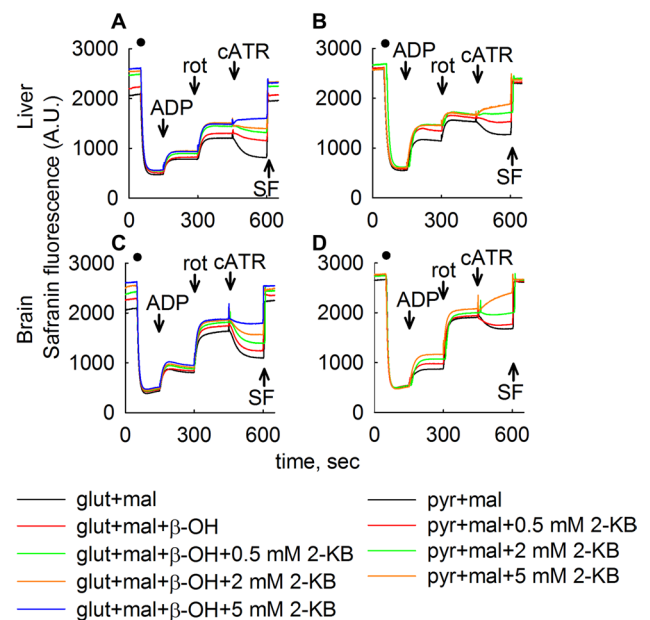 A
B
3000
2000
1000
0
ADP
rot
cATR
SF
0
300
600
3000
2000
1000
0
ADP
rot
cATR
SF
0
300
600
Liver
Safranin fluorescence (A.U.)
Brain
C
D
3000
2000
1000
0
ADP
rot
cATR
SF
0
300
600
3000
2000
1000
0
ADP
rot
cATR
SF
0
300
600
time, sec
glut+mal
glut+mal+β-OH
glut+mal+β-OH+0.5 mM 2-KB
glut+mal+β-OH+2 mM 2-KB
glut+mal+β-OH+5 mM 2-KB
pyr+mal
pyr+mal+0.5 mM 2-KB
pyr+mal+2 mM 2-KB
pyr+mal+5 mM 2-KB